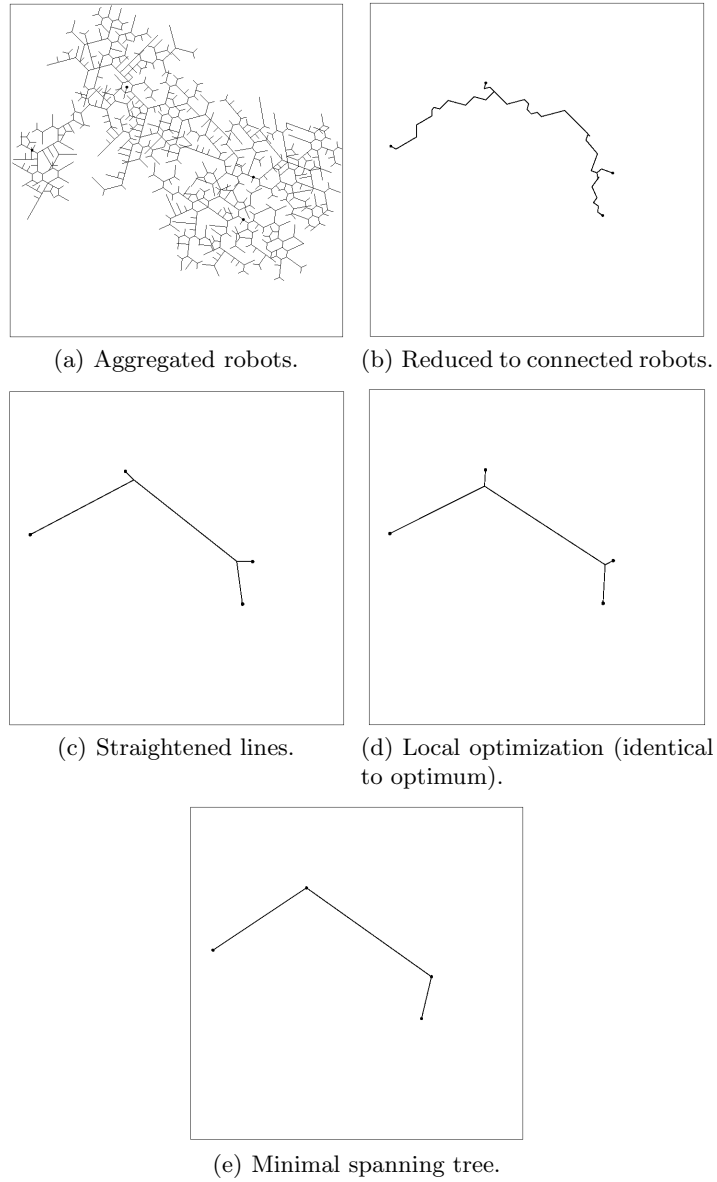 (a) Aggregated robots.
(b) Reduced to connected robots.
(c) Straightened lines.
(d) Local optimization (identical
to optimum).
(e) Minimal spanning tree.